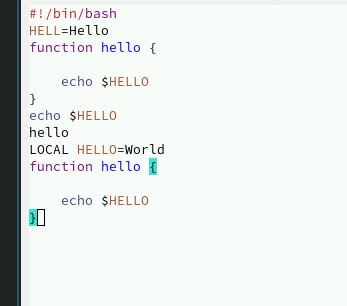 #!/bin/bash
HELL=Hello
function hello {
echo $HELLO
}
echo $HELLO
hello
LOCAL HELLO=World
function hello {
echo $HELLO
}